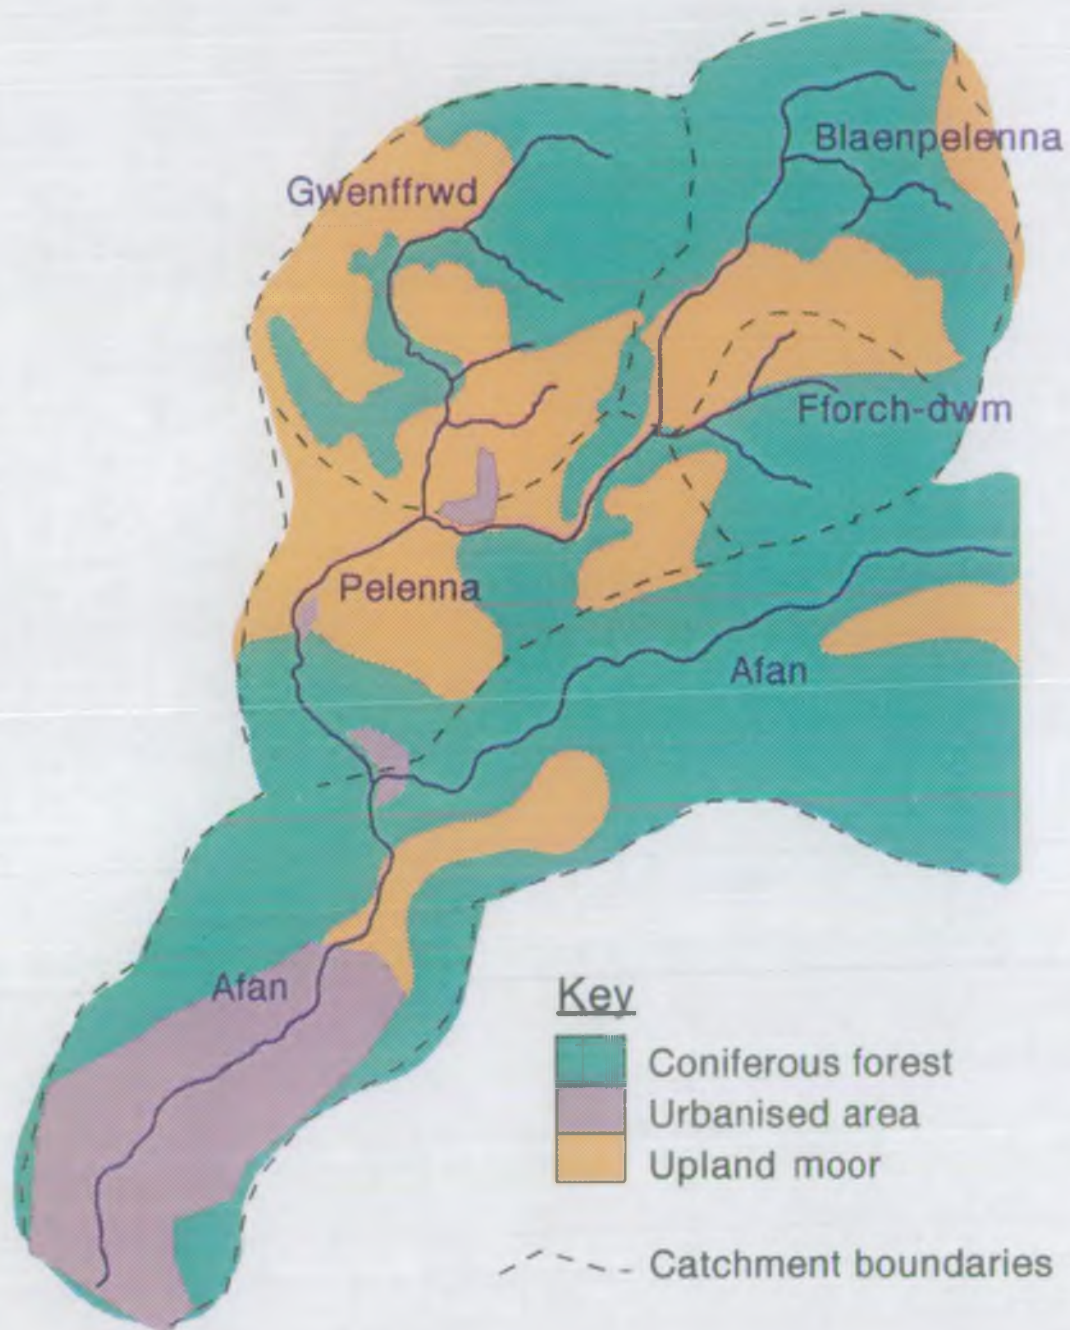 Blaenpelenna
Gwenffrwd
Fforch-dwm
Pelenna
Afan
Afan
Key
Coniferous forest
Urbanised area
Upland moor
Catchment boundaries